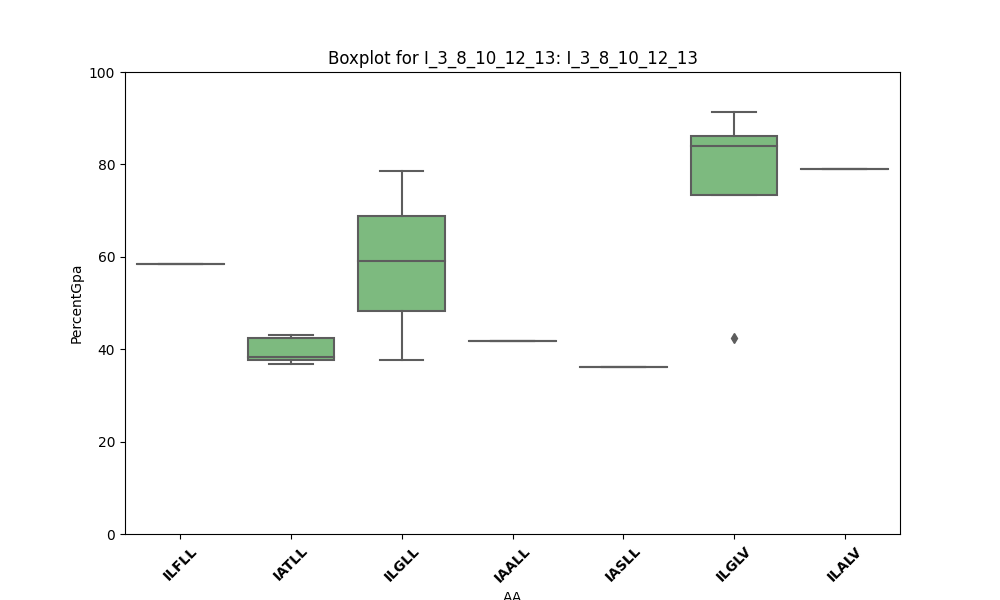 Boxplot for I_3_8_10_12_13: I_3_8_10_12_13
100
80
60
40
20
0
PercentGpa
ILFLL
IATLL
ILGLL
IAALL
IASLL
ILGLV
ILALV
AA